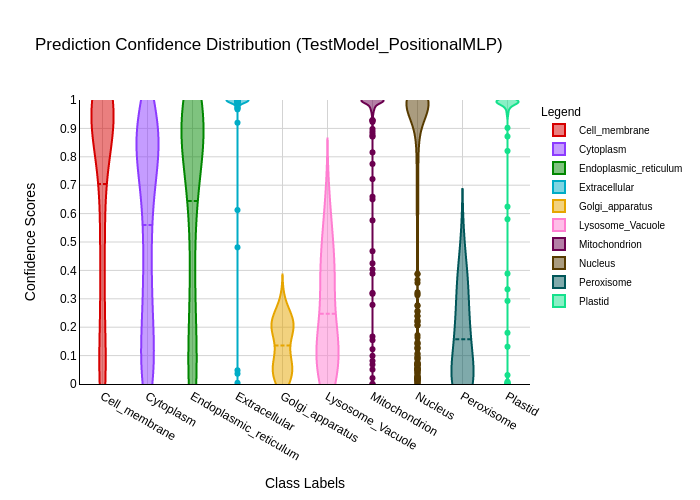 Prediction Confidence Distribution (TestModel_PositionalMLP)
Confidence Scores
1
0.9
0.8
0.7
0.6
0.5
0.4
0.3
0.2
0.1
0
Cell_membrane
Cytoplasm
Endoplasmic_reticulum
Extracellular
Golgi_apparatus
Lysosome_Vacuole
Mitochondrion
Nucleus
Peroxisome
Plastid
Class Labels
Legend
Cell_membrane
Cytoplasm
Endoplasmic_reticulum
Extracellular
Golgi_apparatus
Lysosome_Vacuole
Mitochondrion
Nucleus
Peroxisome
Plastid